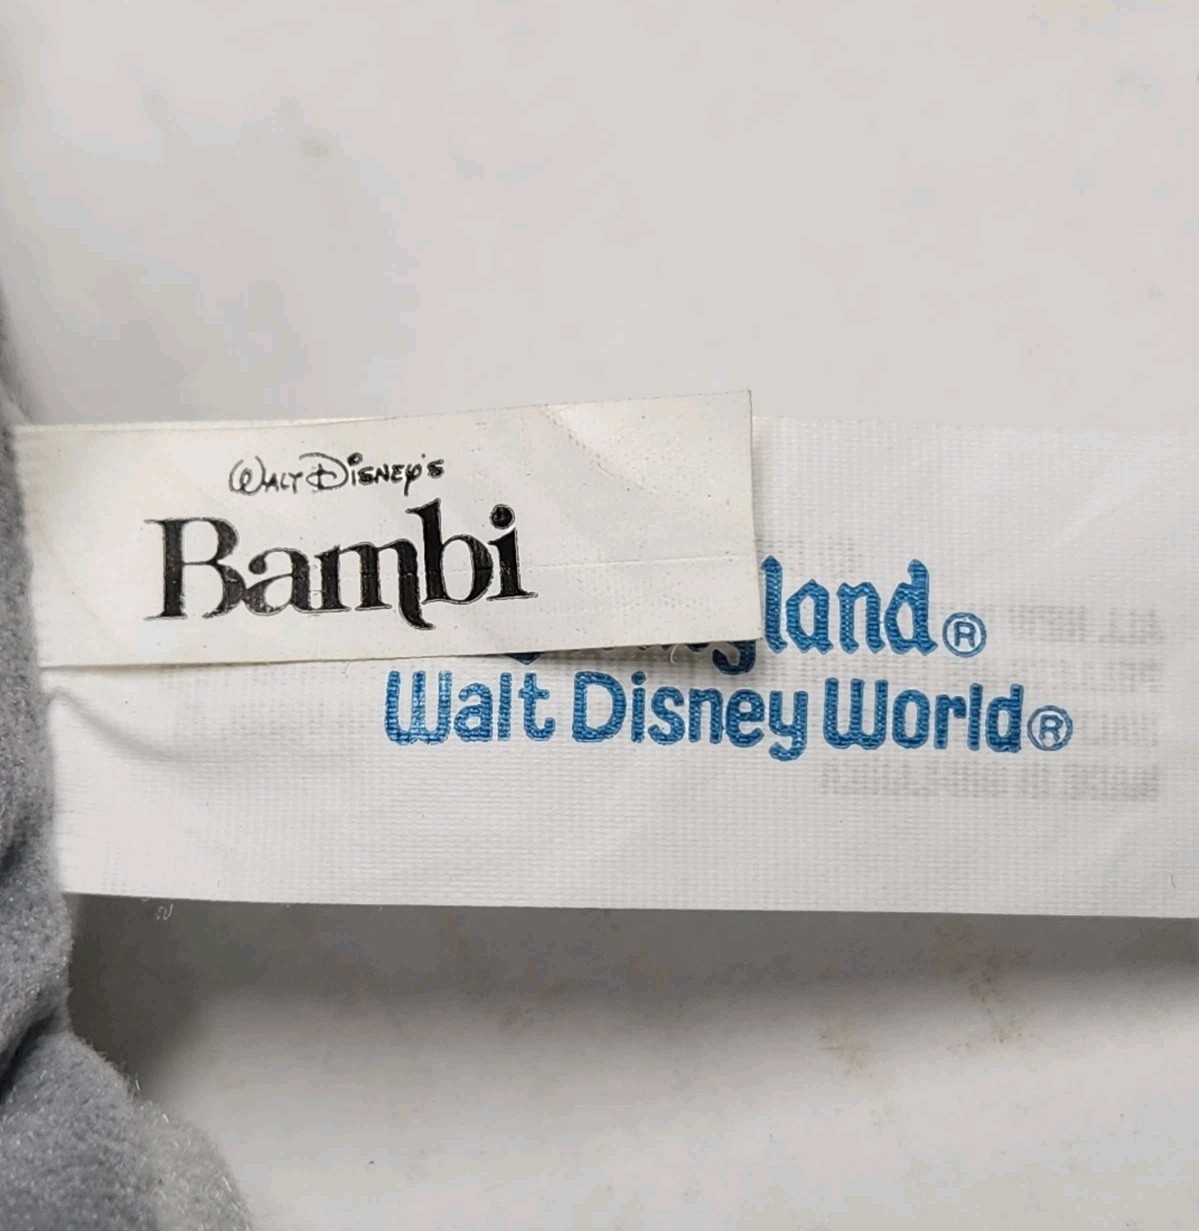 Walt Disney's
Bambi
land®
Walt Disney World®